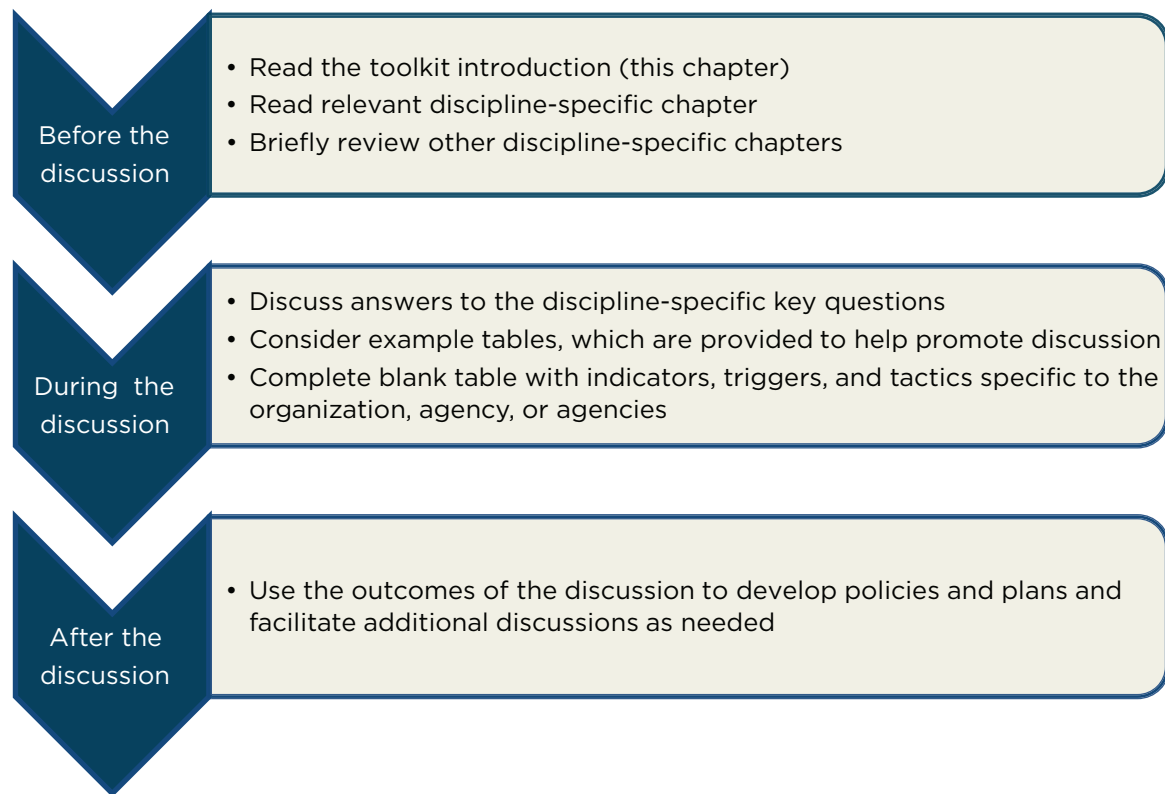 Before the
discussion
• Read the toolkit introduction (this chapter)
• Read relevant discipline-specific chapter
• Briefly review other discipline-specific chapters
During the
discussion
• Discuss answers to the discipline-specific key questions
• Consider example tables, which are provided to help promote discussion
• Complete blank table with indicators, triggers, and tactics specific to the
organization, agency, or agencies
After the
discussion
• Use the outcomes of the discussion to develop policies and plans and
facilitate additional discussions as needed